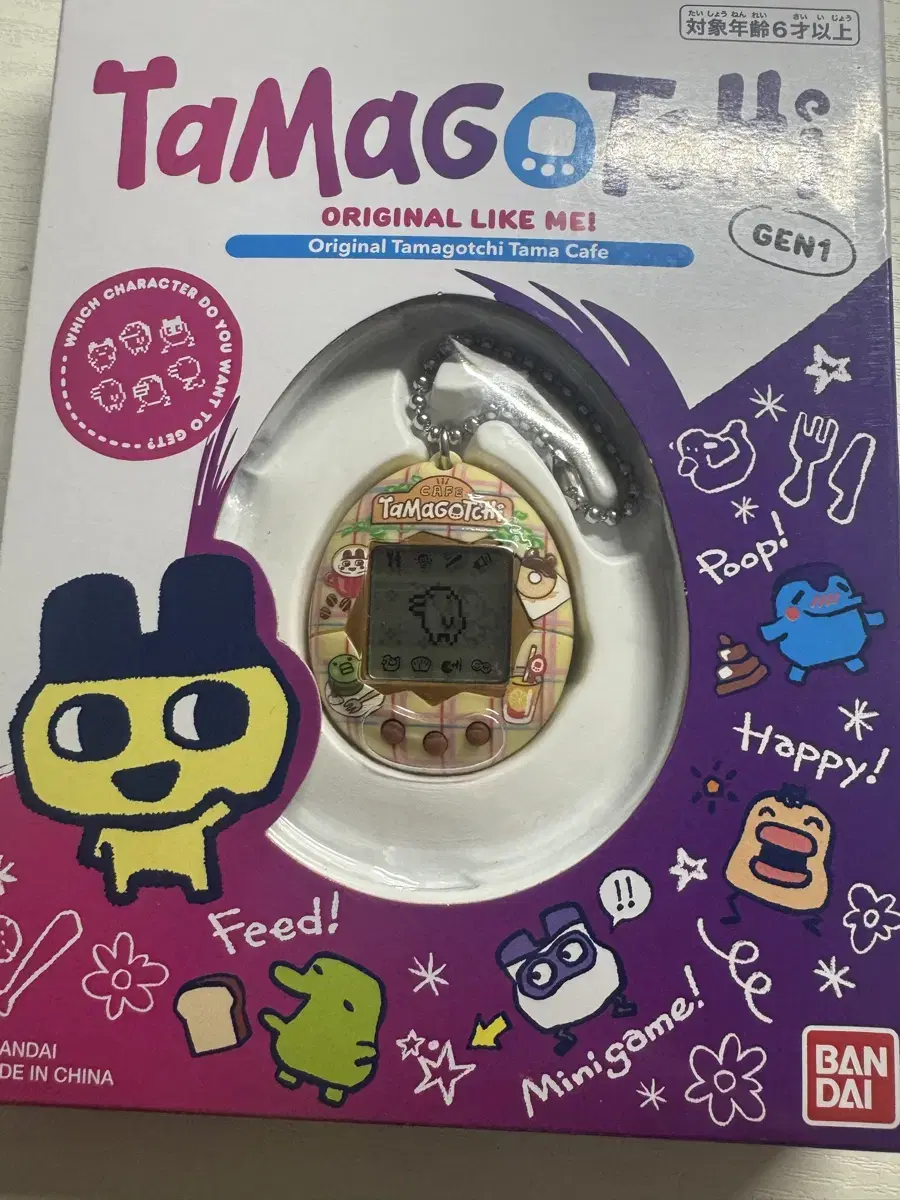 たいしょうねんれい さいいじょう
対象年齢6才以上
TaMaGoTcHi
ORIGINAL LIKE ME!
Original Tamagotchi Tama Cafe
GEN1
WHICH CHARACTER DO YOU WANT TO GET?
CAFE
TaMaGoTcHi
Poop!
Happy!
Feed!
!!
Minigame!
ANDAI
DE IN CHINA
BAN
DAI